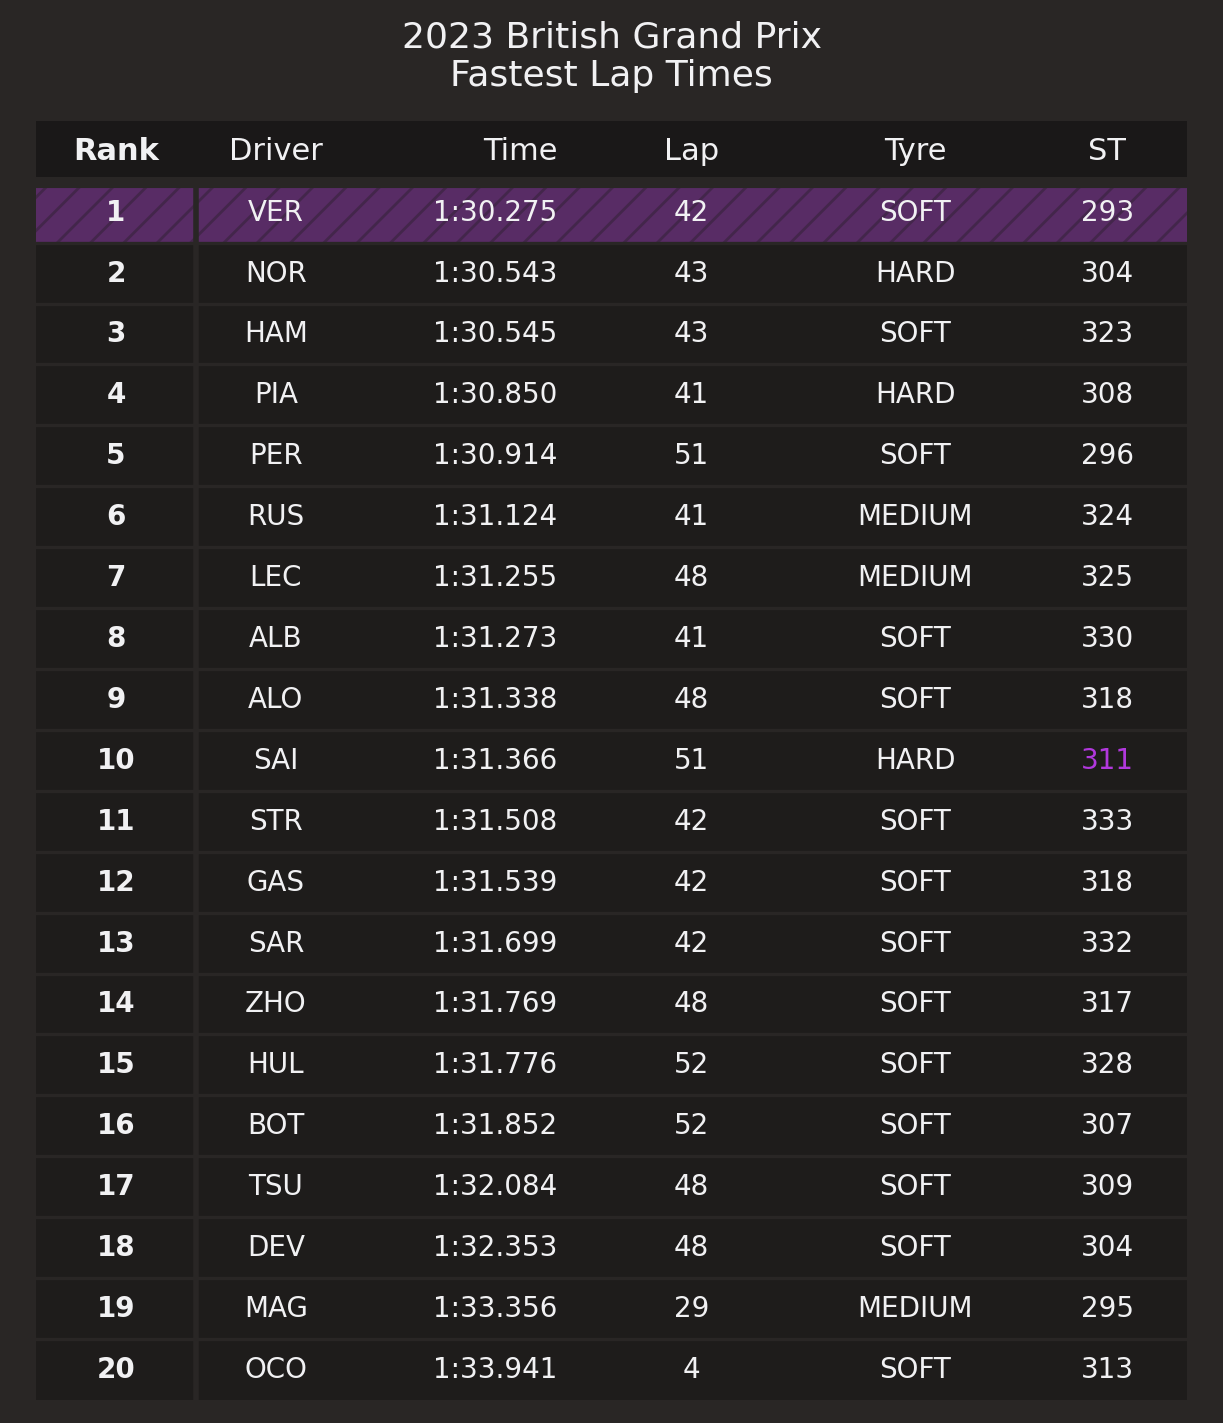 2023 British Grand Prix
Fastest Lap Times
Rank Driver Time Lap Tyre ST
1 VER 1:30.275 42 SOFT 293
2 NOR 1:30.543 43 HARD 304
3 HAM 1:30.545 43 SOFT 323
4 PIA 1:30.850 41 HARD 308
5 PER 1:30.914 51 SOFT 296
6 RUS 1:31.124 41 MEDIUM 324
7 LEC 1:31.255 48 MEDIUM 325
8 ALB 1:31.273 41 SOFT 330
9 ALO 1:31.338 48 SOFT 318
10 SAI 1:31.366 51 HARD 311
11 STR 1:31.508 42 SOFT 333
12 GAS 1:31.539 42 SOFT 318
13 SAR 1:31.699 42 SOFT 332
14 ZHO 1:31.769 48 SOFT 317
15 HUL 1:31.776 52 SOFT 328
16 BOT 1:31.852 52 SOFT 307
17 TSU 1:32.084 48 SOFT 309
18 DEV 1:32.353 48 SOFT 304
19 MAG 1:33.356 29 MEDIUM 295
20 OCO 1:33.941 4 SOFT 313